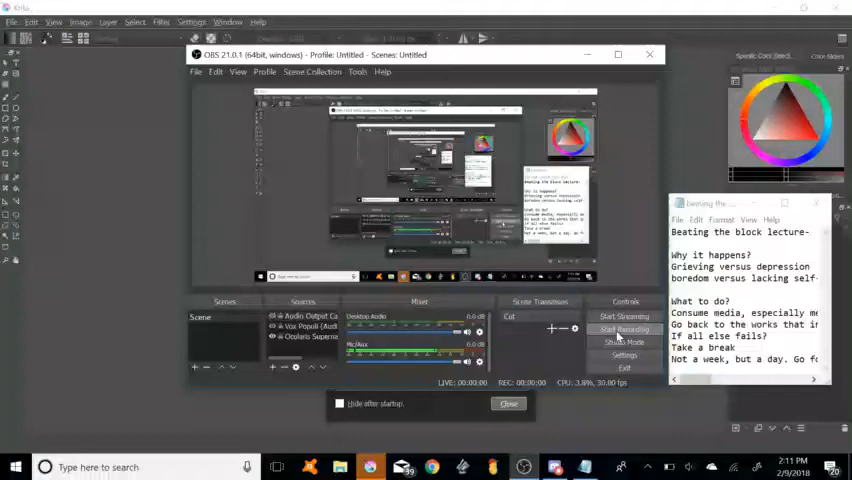 Krita
File Edit View Image Layer Select Filter Settings Window Help
OBS 21.0.1 (64bit, windows) - Profile: Untitled - Scenes: Untitled
File Edit View Profile Scene Collection Tools Help
Specific Color Selec...
Color Sliders
beating the ...
File Edit Format View Help
Beating the block lecture-
Why it happens?
Grieving versus depression
boredom versus lacking self-
What to do?
Consume media, especially me
Go back to the works that in
If all else fails?
Take a break
Not a week, but a day. Go fo
Scenes Sources Mixer Scene Transitions Controls
Scene
Audio Output Ca
Vox Populi (Audi
Ocularis Suprem
Desktop Audio 0.0 dB
Mic/Aux 0.0 dB
Cut
Start Streaming
Start Recording
Studio Mode
Settings
Exit
LIVE: 00:00:00 REC: 00:00:00 CPU: 3.8%, 30.00 fps
Hide after startup.
Close
Type here to search
39
2:11 PM
2/9/2018
20